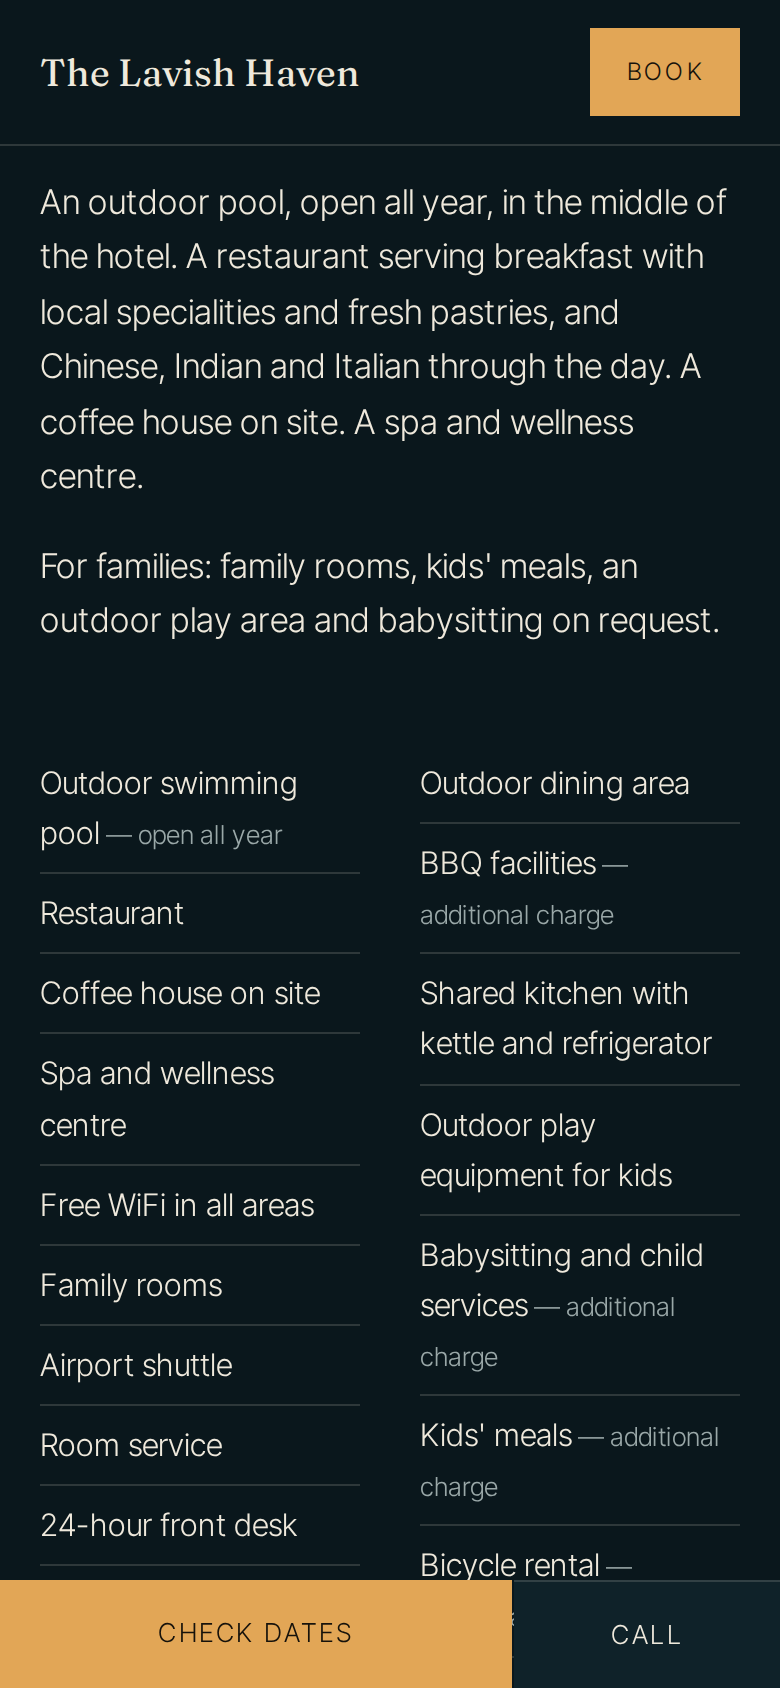 The Lavish Haven
BOOK
An outdoor pool, open all year, in the middle of
the hotel. A restaurant serving breakfast with
local specialities and fresh pastries, and
Chinese, Indian and Italian through the day. A
coffee house on site. A spa and wellness
centre.
For families: family rooms, kids' meals, an
outdoor play area and babysitting on request.
Outdoor swimming
pool — open all year
Restaurant
Coffee house on site
Spa and wellness
centre
Free WiFi in all areas
Family rooms
Airport shuttle
Room service
24-hour front desk
Outdoor dining area
BBQ facilities —
additional charge
Shared kitchen with
kettle and refrigerator
Outdoor play
equipment for kids
Babysitting and child
services — additional
charge
Kids' meals — additional
charge
Bicycle rental —
CHECK DATES
CALL